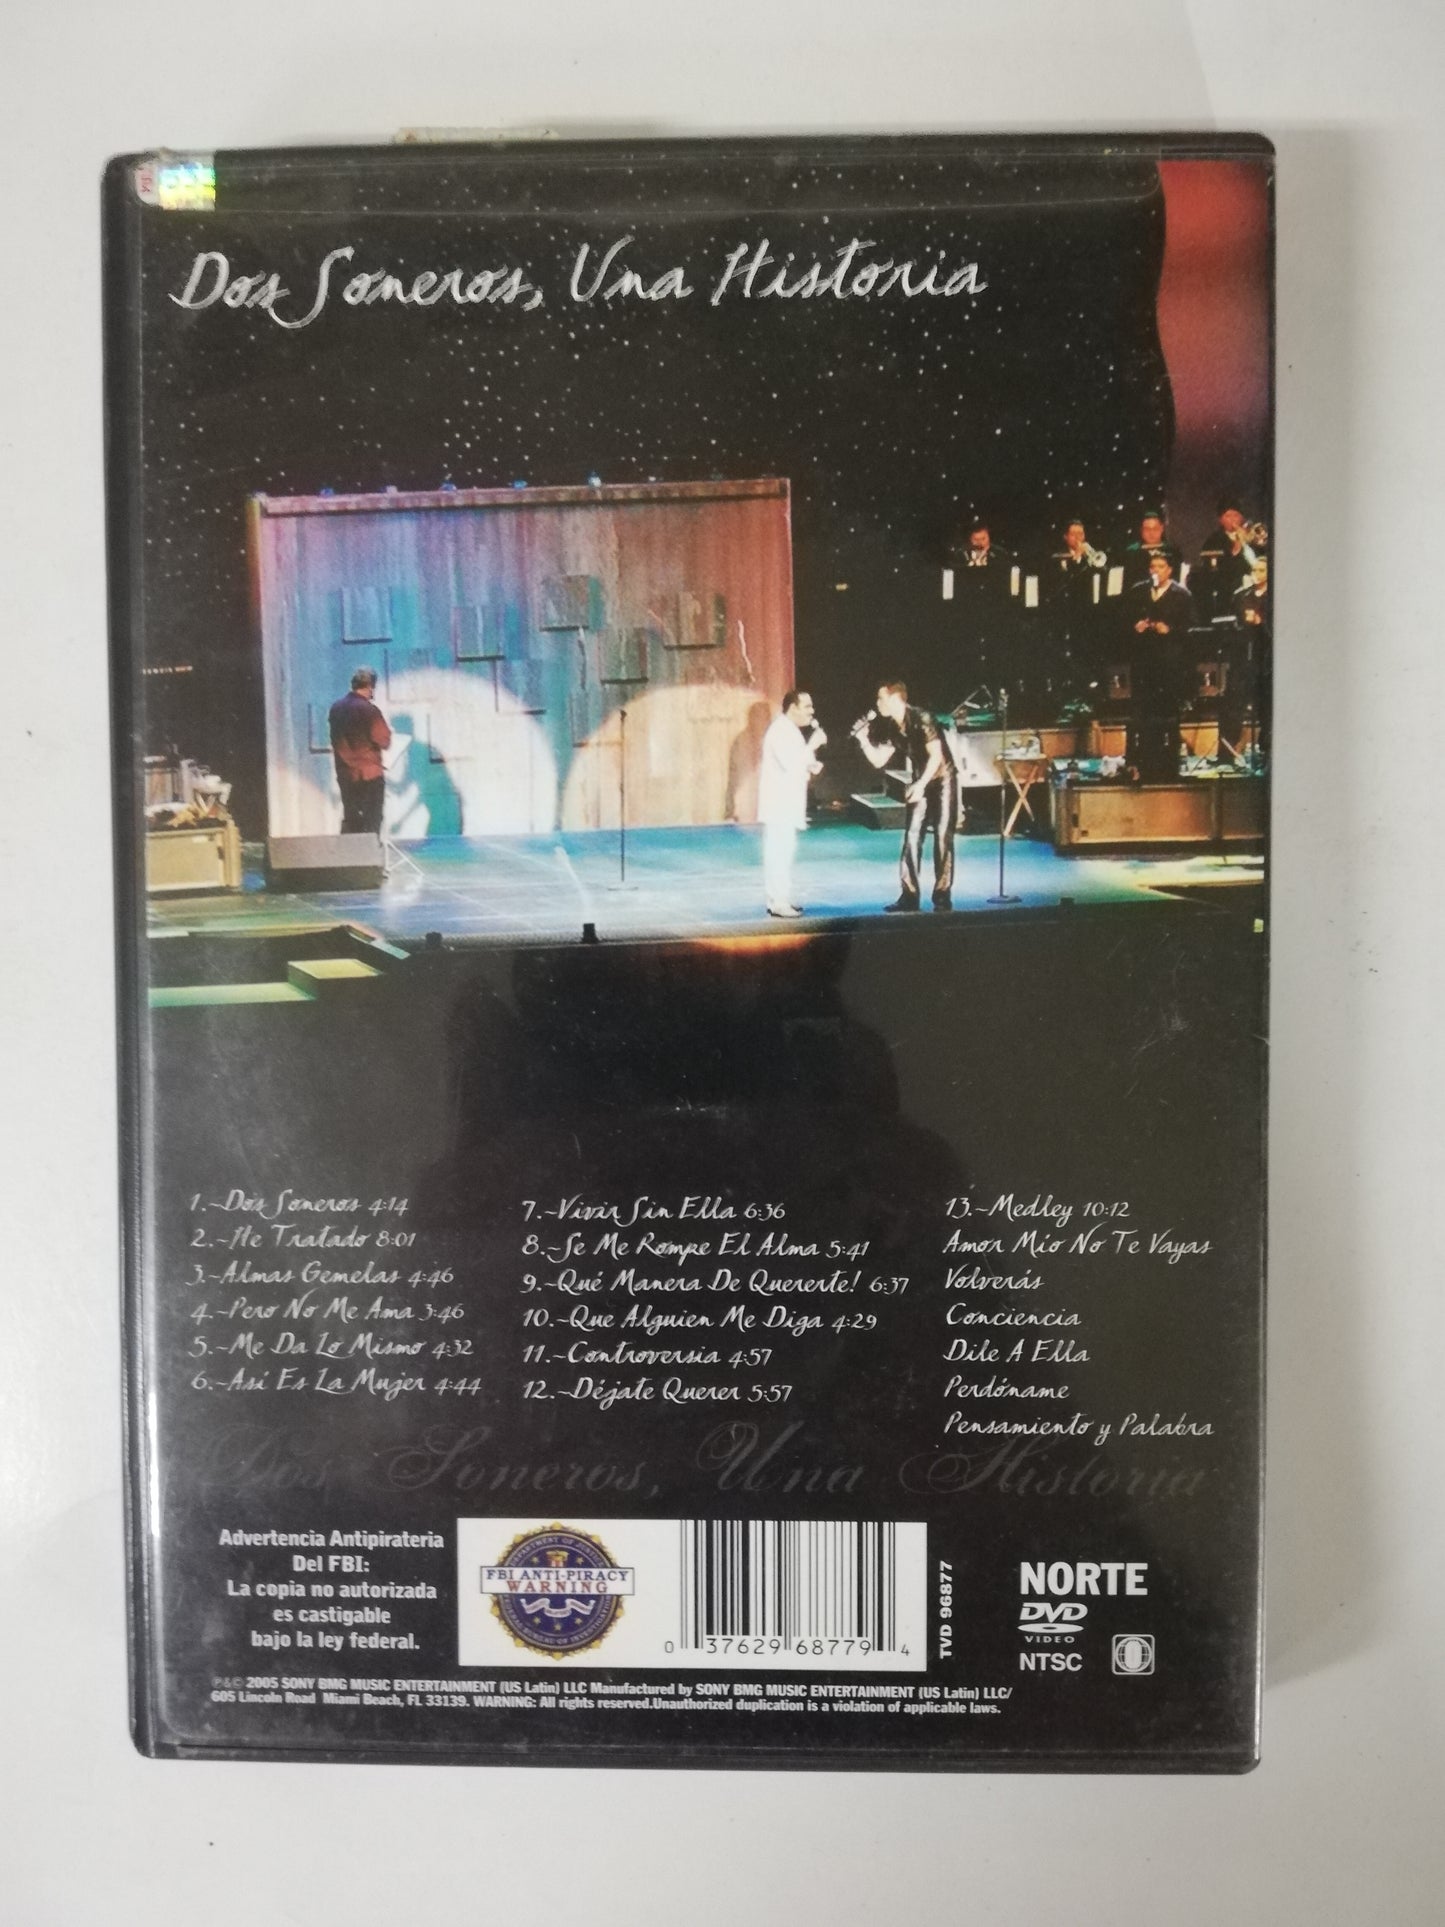 Dos Soneros, Una Historia
1.~Dos Soneros 4:14
2.~He Tratado 8:01
3.~Almas Gemelas 4:46
4.~Pero No Me Ama 3:46
5.~Me Da Lo Mismo 4:32
6.~Así Es La Mujer 4:44
7.~Vivir Sin Ella 6:36
8.~Se Me Rompe El Alma 5:41
9.~Qué Manera De Quererte! 6:37
10.~Que Alguien Me Diga 4:29
11.~Controversia 4:57
12.~Déjate Querer 5:57
13.~Medley 10:12
Amor Mío No Te Vayas
Volverás
Conciencia
Dile A Ella
Perdóname
Pensamiento y Palabra
Dos Soneros, Una Historia
Advertencia Antipirateria
Del FBI:
La copia no autorizada
es castigable
bajo la ley federal.
DEPARTMENT OF JUSTICE
FBI ANTI-PIRACY
WARNING
FEDERAL BUREAU OF INVESTIGATION
0 37629 68779 4
TVD 96877
NORTE
DVD
VIDEO
NTSC
℗&© 2005 SONY BMG MUSIC ENTERTAINMENT (US Latin) LLC Manufactured by SONY BMG MUSIC ENTERTAINMENT (US Latin) LLC/
605 Lincoln Road Miami Beach, FL 33139. WARNING: All rights reserved.Unauthorized duplication is a violation of applicable laws.